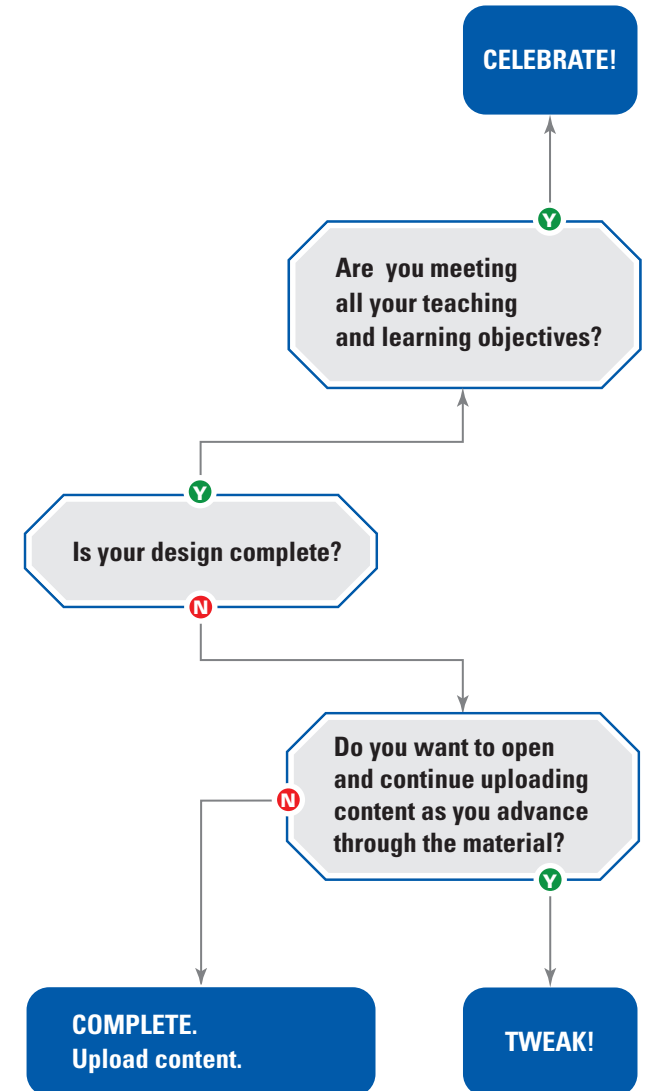 CELEBRATE!
Y
Are you meeting
all your teaching
and learning objectives?
Y
Is your design complete?
N
Do you want to open
and continue uploading
content as you advance
through the material?
N
Y
COMPLETE.
Upload content.
TWEAK!